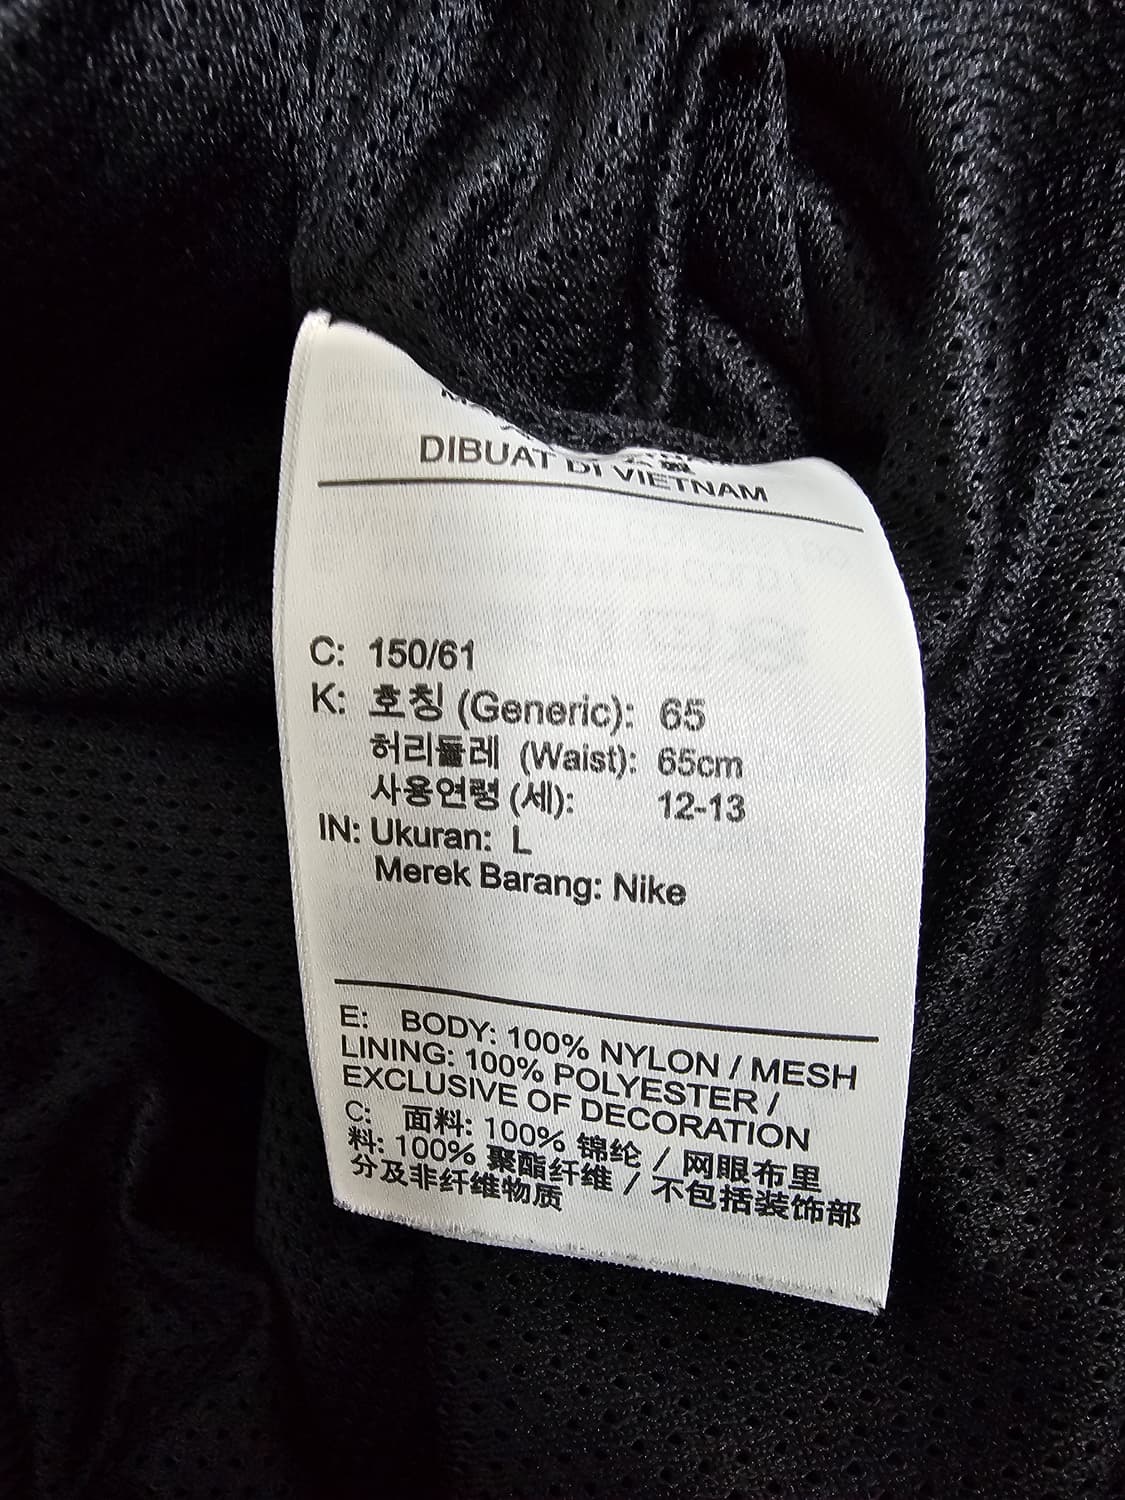 DIBUAT DI VIETNAM
C: 150/61
K: 호칭 (Generic): 65
허리둘레 (Waist): 65cm
사용연령 (세): 12-13
IN: Ukuran: L
Merek Barang: Nike
E: BODY: 100% NYLON / MESH
LINING: 100% POLYESTER /
EXCLUSIVE OF DECORATION
C: 面料: 100% 锦纶 / 网眼布里
料: 100% 聚酯纤维 / 不包括装饰部
分及非纤维物质